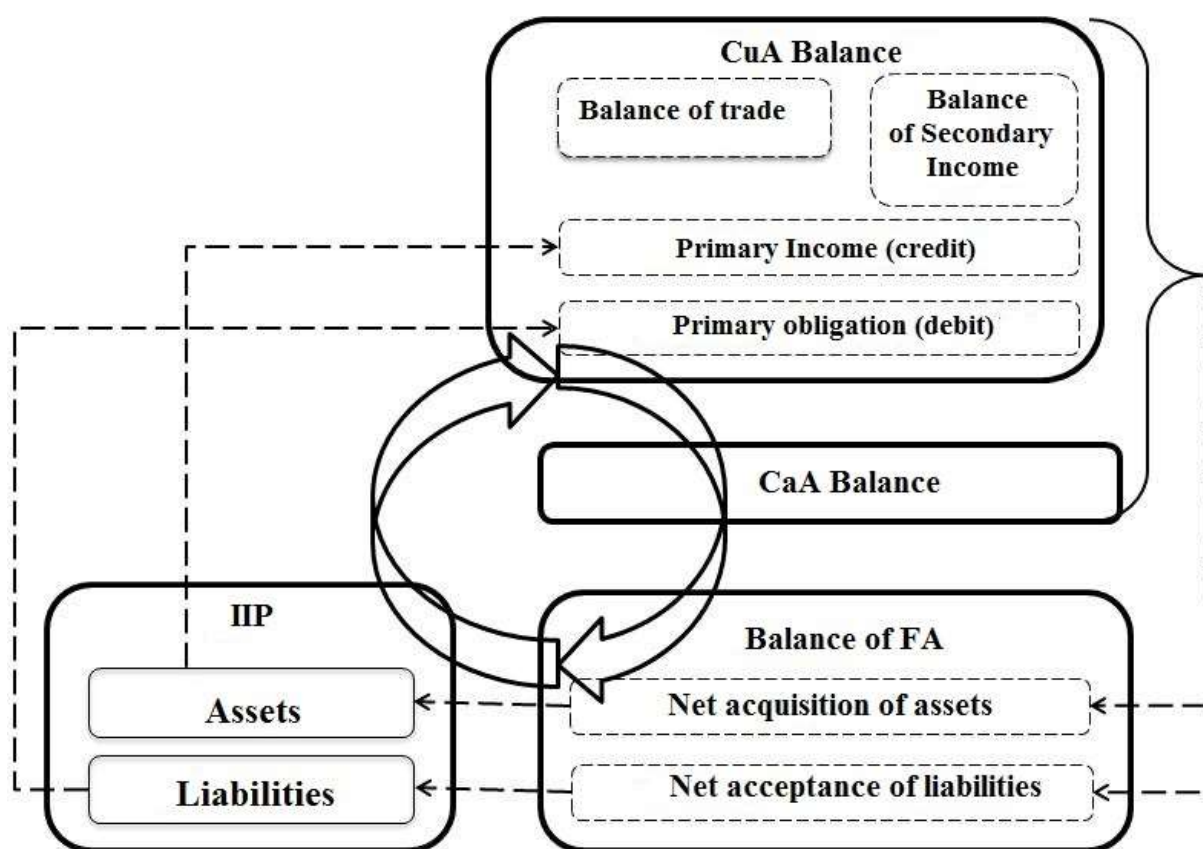 CuA Balance
Balance of trade
Balance
of Secondary
Income
Primary Income (credit)
Primary obligation (debit)
CaA Balance
IIP
Assets
Liabilities
Balance of FA
Net acquisition of assets
Net acceptance of liabilities